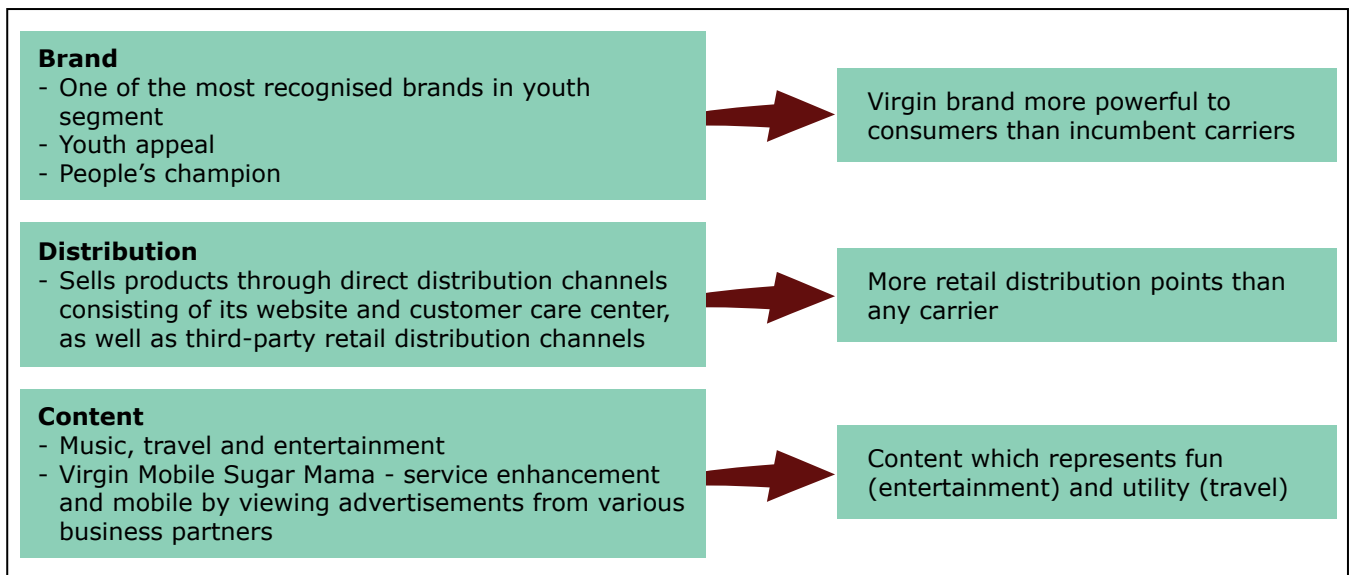 Brand
- One of the most recognised brands in youth
segment
- Youth appeal
- People’s champion
Virgin brand more powerful to
consumers than incumbent carriers
Distribution
- Sells products through direct distribution channels
consisting of its website and customer care center,
as well as third-party retail distribution channels
More retail distribution points than
any carrier
Content
- Music, travel and entertainment
- Virgin Mobile Sugar Mama - service enhancement
and mobile by viewing advertisements from various
business partners
Content which represents fun
(entertainment) and utility (travel)